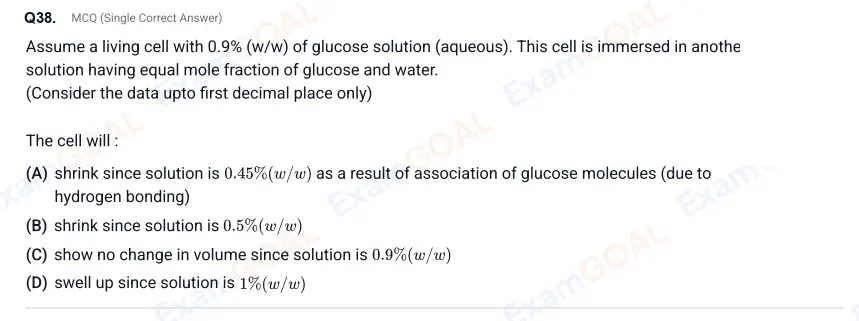 Q38. MCQ (Single Correct Answer)
Assume a living cell with 0.9% (w/w) of glucose solution (aqueous). This cell is immersed in anothe
solution having equal mole fraction of glucose and water.
(Consider the data upto first decimal place only)
The cell will :
(A) shrink since solution is 0.45%(w/w) as a result of association of glucose molecules (due to
hydrogen bonding)
(B) shrink since solution is 0.5%(w/w)
(C) show no change in volume since solution is 0.9%(w/w)
(D) swell up since solution is 1%(w/w)